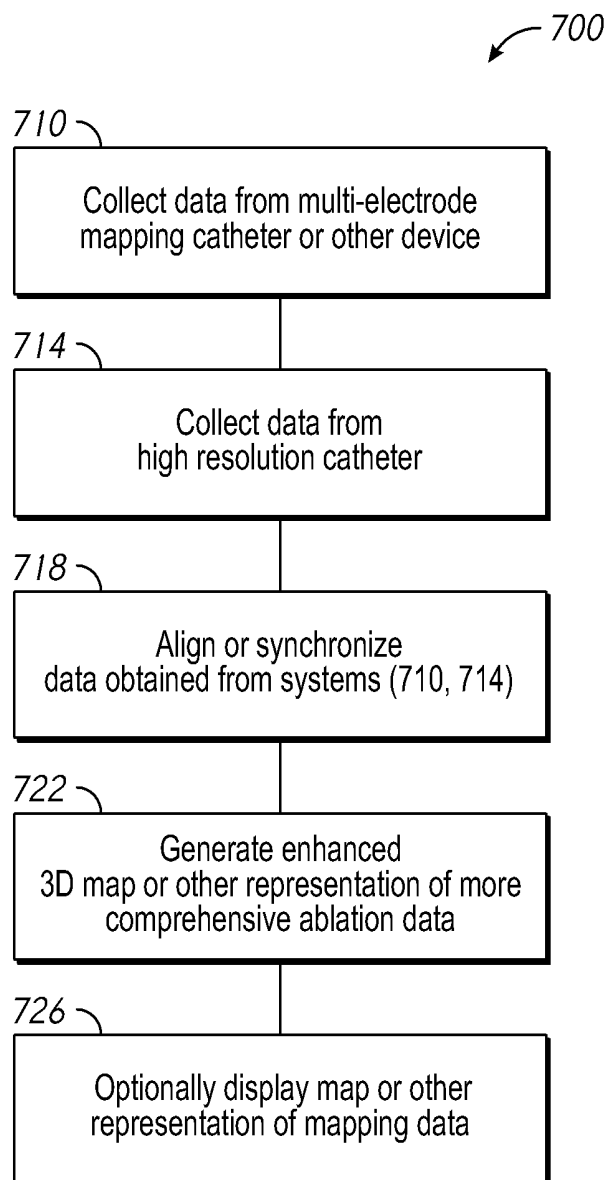 700
710
Collect data from multi-electrode
mapping catheter or other device
714
Collect data from
high resolution catheter
718
Align or synchronize
data obtained from systems (710, 714)
722
Generate enhanced
3D map or other representation of more
comprehensive ablation data
726
Optionally display map or other
representation of mapping data